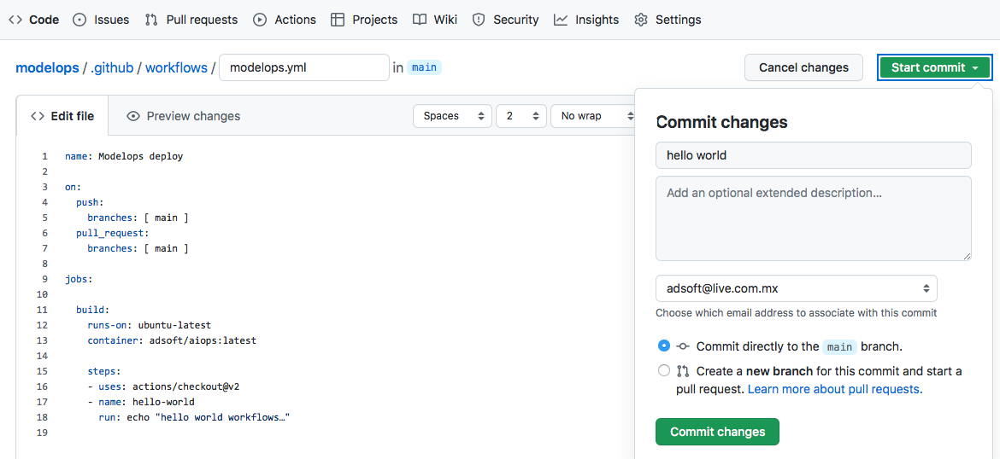 Code Issues Pull requests Actions Projects Wiki Security Insights Settings
modelops / .github / workflows / modelops.yml in main Cancel changes Start commit
Edit file Preview changes Spaces 2 No wrap
1 name: Modelops deploy
2
3 on:
4 push:
5 branches: [ main ]
6 pull_request:
7 branches: [ main ]
8
9 jobs:
10
11 build:
12 runs-on: ubuntu-latest
13 container: adsoft/aiops:latest
14
15 steps:
16 - uses: actions/checkout@v2
17 - name: hello-world
18 run: echo "hello world workflows…"
19
Commit changes
hello world
Add an optional extended description...
adsoft@live.com.mx
Choose which email address to associate with this commit
Commit directly to the main branch.
Create a new branch for this commit and start a
pull request. Learn more about pull requests.
Commit changes